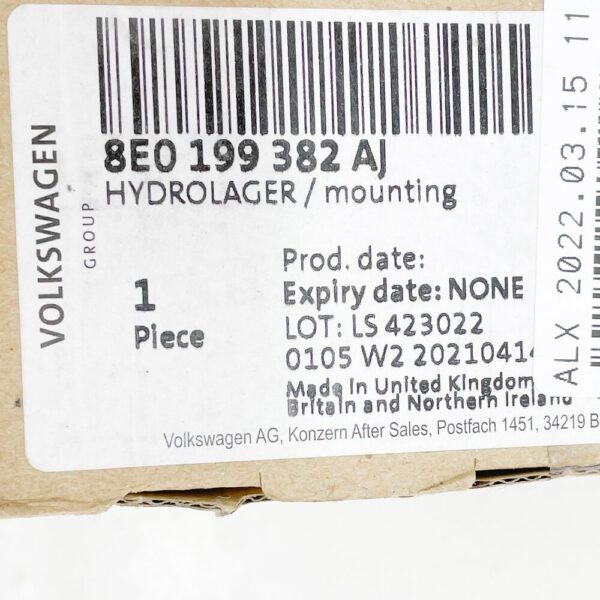 VOLKSWAGEN
GROUP
8E0 199 382 AJ
HYDROLAGER / mounting
1
Piece
Prod. date:
Expiry date: NONE
LOT: LS 423022
0105 W2 20210414
Made in United Kingdom
Britain and Northern Ireland
Volkswagen AG, Konzern After Sales, Postfach 1451, 34219 B
ALX 2022.03.15 11